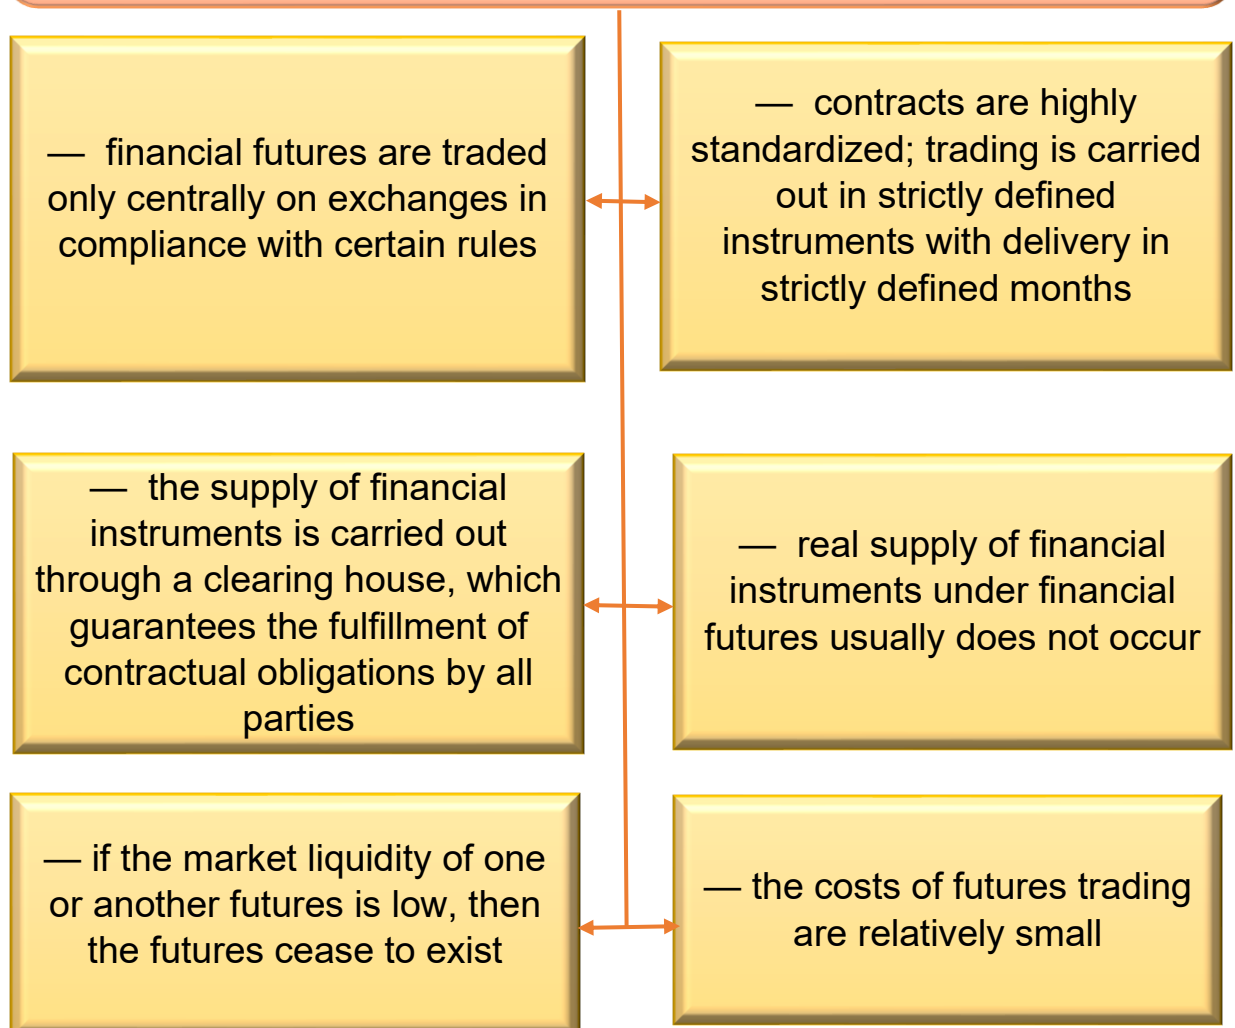 — financial futures are traded
only centrally on exchanges in
compliance with certain rules
— contracts are highly
standardized; trading is carried
out in strictly defined
instruments with delivery in
strictly defined months
— the supply of financial
instruments is carried out
through a clearing house, which
guarantees the fulfillment of
contractual obligations by all
parties
— real supply of financial
instruments under financial
futures usually does not occur
— if the market liquidity of one
or another futures is low, then
the futures cease to exist
— the costs of futures trading
are relatively small